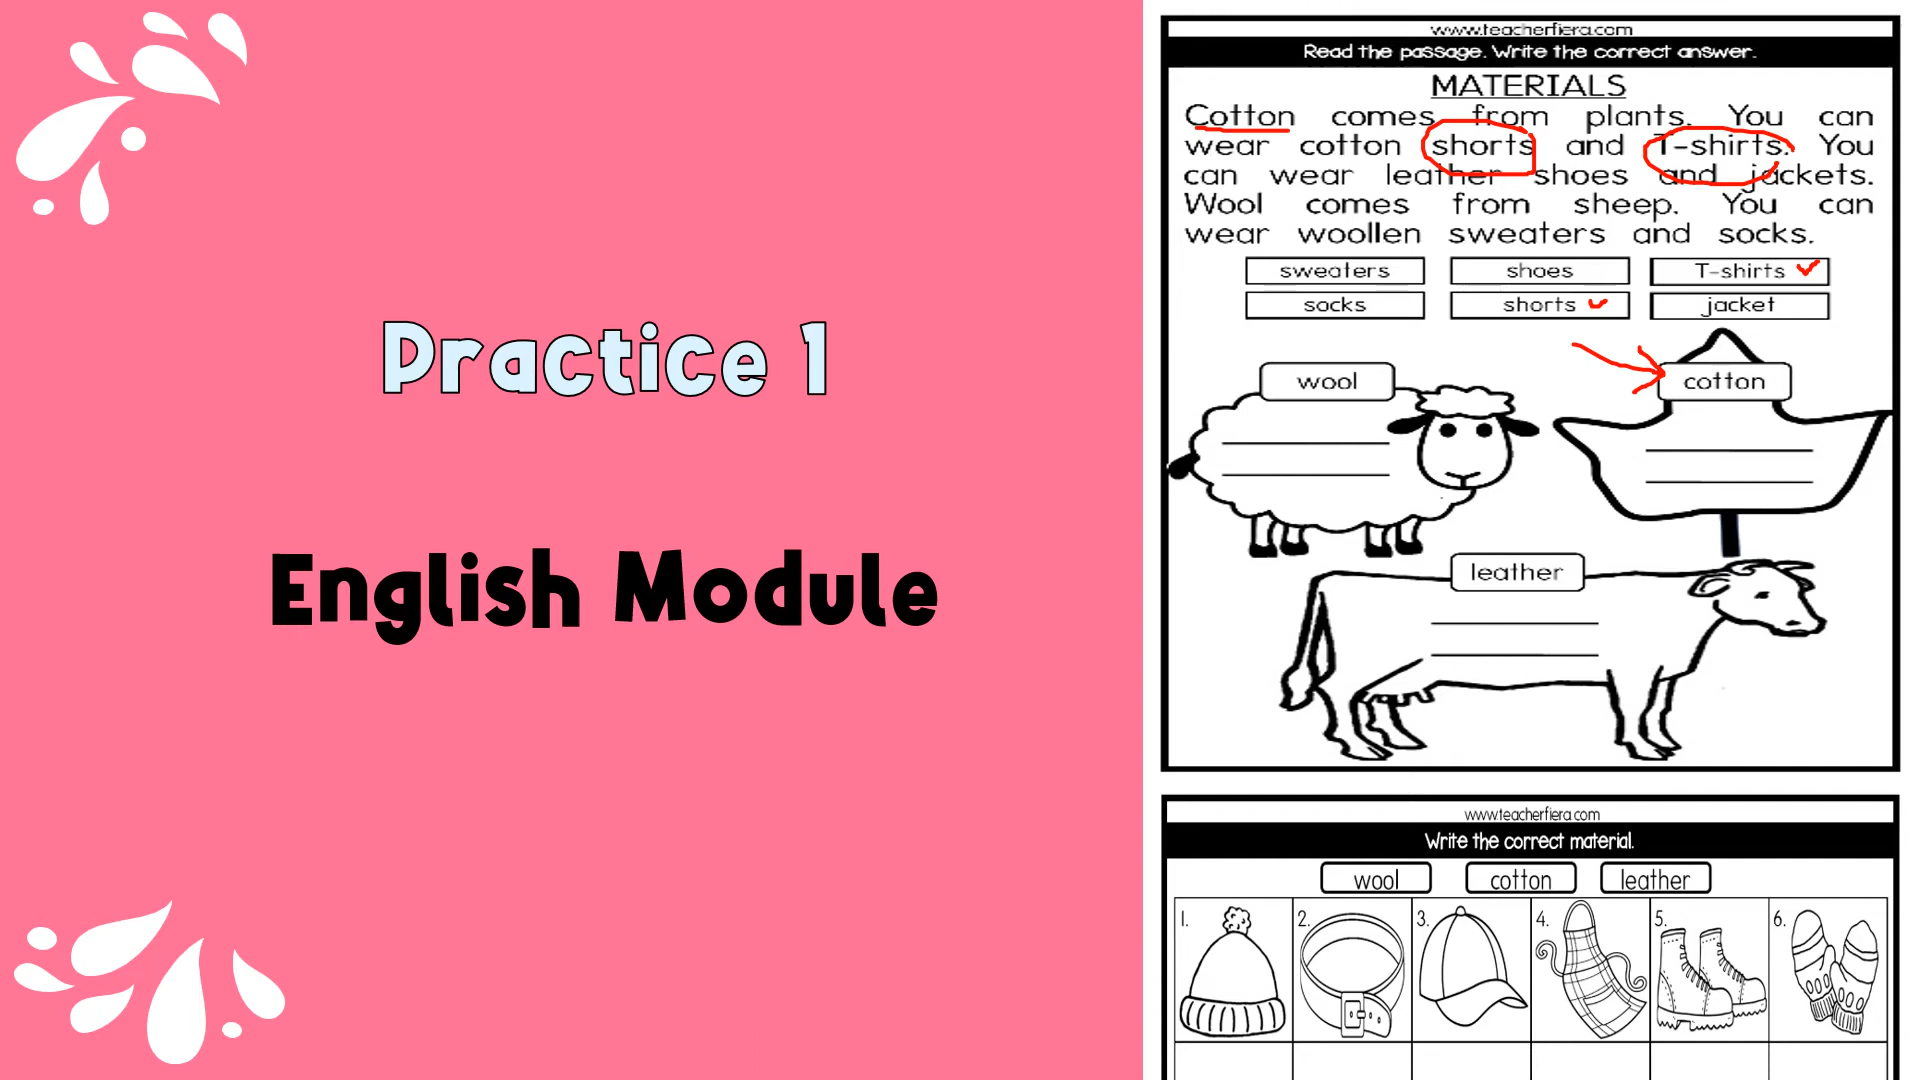 Practice 1
English Module
www.teacherfiera.com
Read the passage. Write the correct answer.
MATERIALS
Cotton comes from plants. You can
wear cotton shorts and T-shirts. You
can wear leather shoes and jackets.
Wool comes from sheep. You can
wear woollen sweaters and socks.
sweaters shoes T-shirts
socks shorts jacket
wool cotton
leather
www.teacherfiera.com
Write the correct material.
wool cotton leather
1. 2. 3. 4. 5. 6.